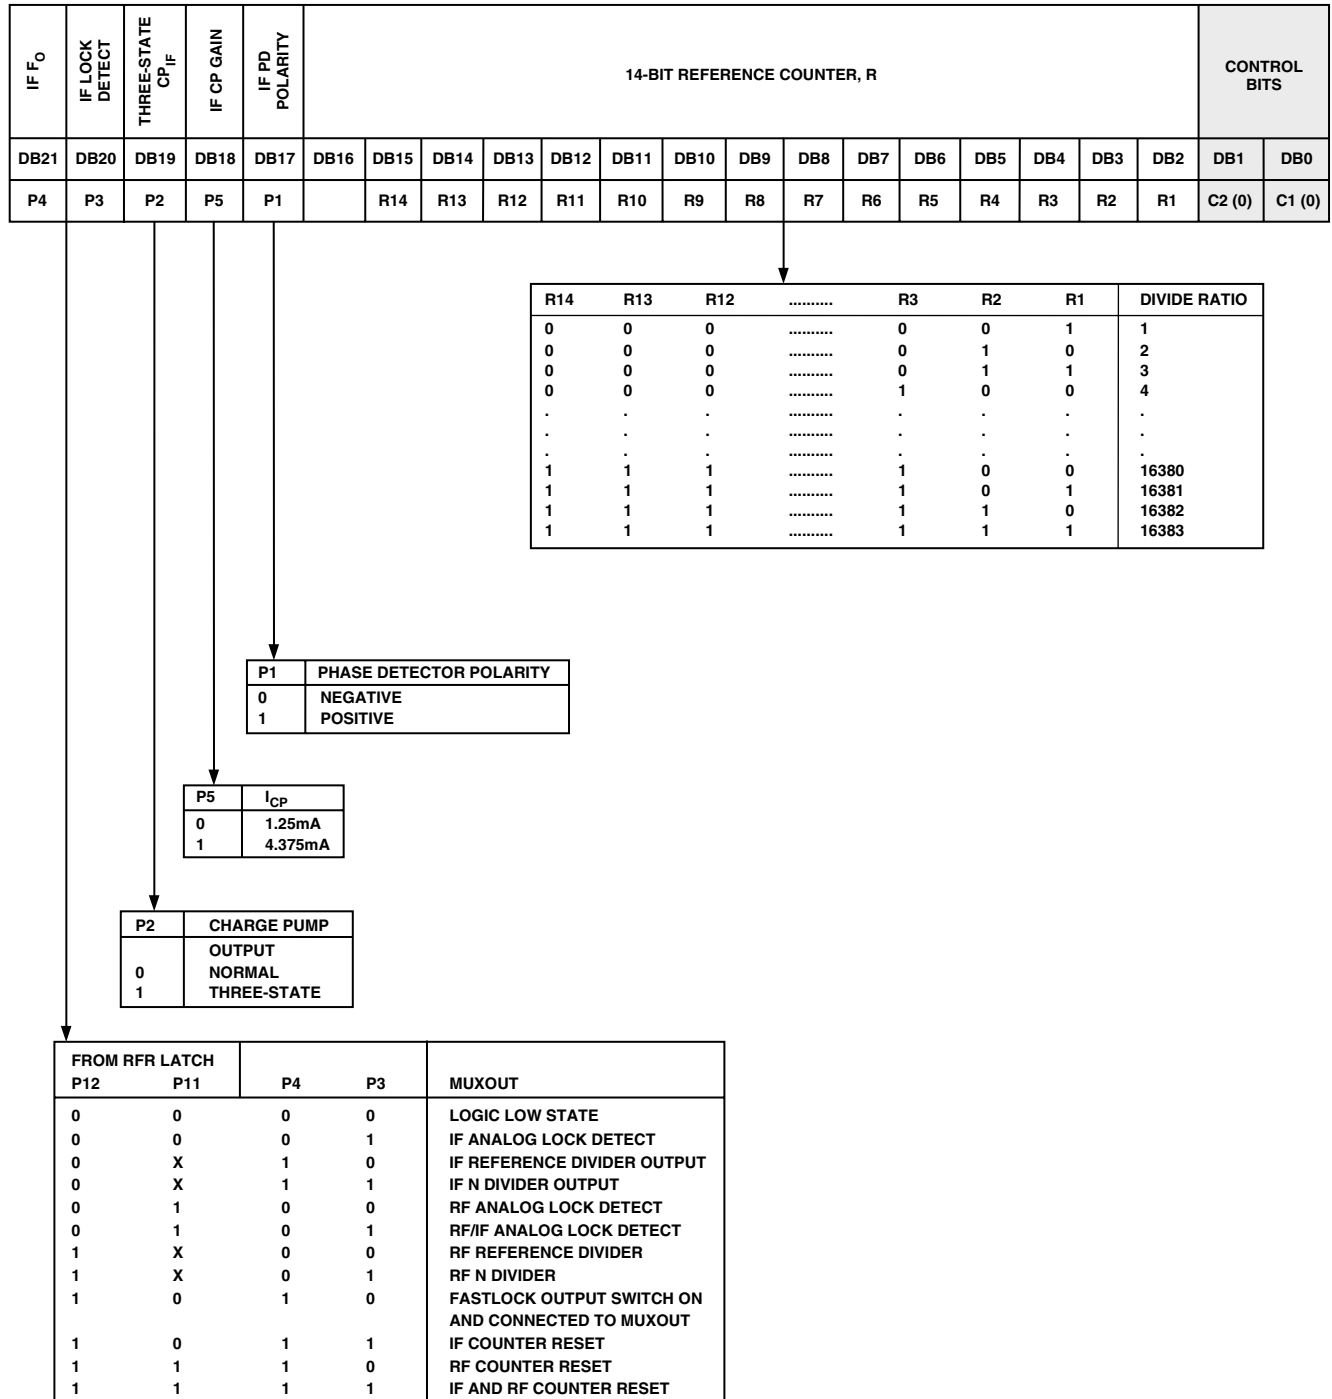 IF FO
IF LOCK DETECT
THREE-STATE CPIF
IF CP GAIN
IF PD POLARITY
14-BIT REFERENCE COUNTER, R
CONTROL BITS
DB21 DB20 DB19 DB18 DB17 DB16 DB15 DB14 DB13 DB12 DB11 DB10 DB9 DB8 DB7 DB6 DB5 DB4 DB3 DB2 DB1 DB0
P4 P3 P2 P5 P1 R14 R13 R12 R11 R10 R9 R8 R7 R6 R5 R4 R3 R2 R1 C2 (0) C1 (0)
R14 R13 R12 .......... R3 R2 R1 DIVIDE RATIO
0 0 0 .......... 0 0 1 1
0 0 0 .......... 0 1 0 2
0 0 0 .......... 0 1 1 3
0 0 0 .......... 1 0 0 4
. . . .......... . . . .
. . . .......... . . . .
. . . .......... . . . .
1 1 1 .......... 1 0 0 16380
1 1 1 .......... 1 0 1 16381
1 1 1 .......... 1 1 0 16382
1 1 1 .......... 1 1 1 16383
P1 PHASE DETECTOR POLARITY
0 NEGATIVE
1 POSITIVE
P5 ICP
0 1.25mA
1 4.375mA
P2 CHARGE PUMP
OUTPUT
0 NORMAL
1 THREE-STATE
FROM RFR LATCH
P12 P11 P4 P3 MUXOUT
0 0 0 0 LOGIC LOW STATE
0 0 0 1 IF ANALOG LOCK DETECT
0 X 1 0 IF REFERENCE DIVIDER OUTPUT
0 X 1 1 IF N DIVIDER OUTPUT
0 1 0 0 RF ANALOG LOCK DETECT
0 1 0 1 RF/IF ANALOG LOCK DETECT
1 X 0 0 RF REFERENCE DIVIDER
1 X 0 1 RF N DIVIDER
1 0 1 0 FASTLOCK OUTPUT SWITCH ON
AND CONNECTED TO MUXOUT
1 0 1 1 IF COUNTER RESET
1 1 1 0 RF COUNTER RESET
1 1 1 1 IF AND RF COUNTER RESET